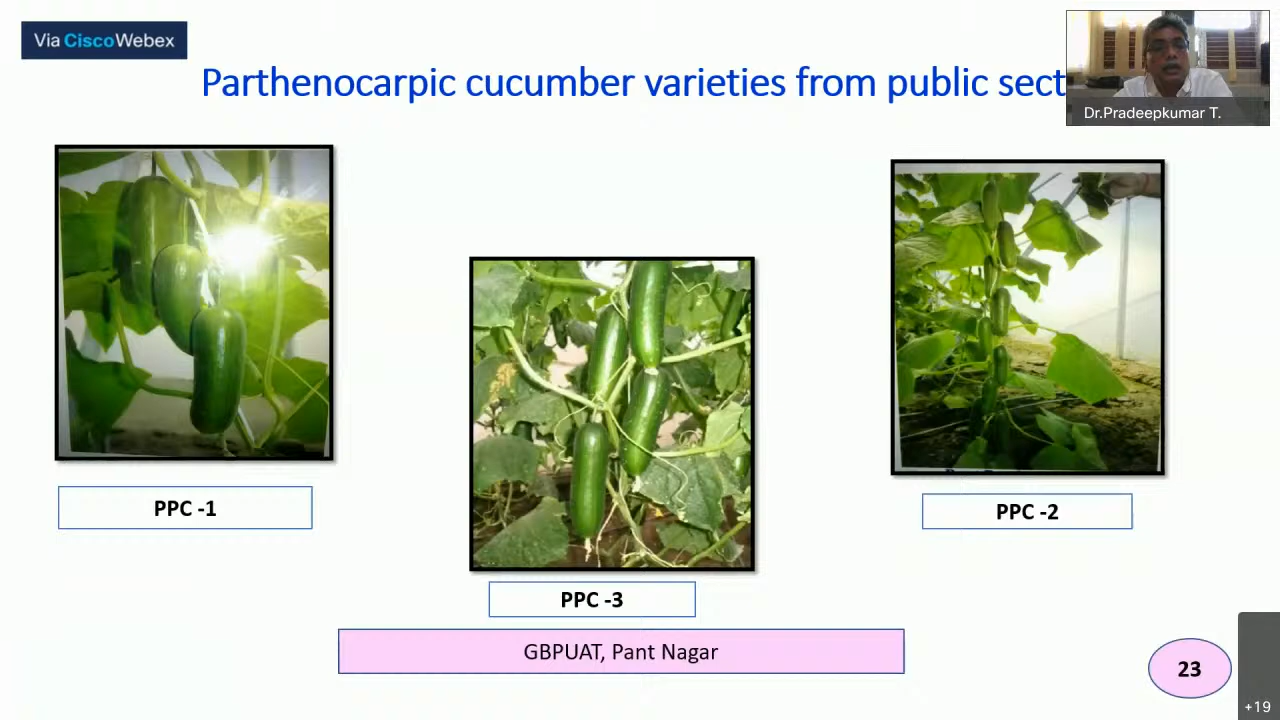 Via CiscoWebex
Parthenocarpic cucumber varieties from public sect
Dr.Pradeepkumar T.
PPC -1
PPC -2
PPC -3
GBPUAT, Pant Nagar
23
+19